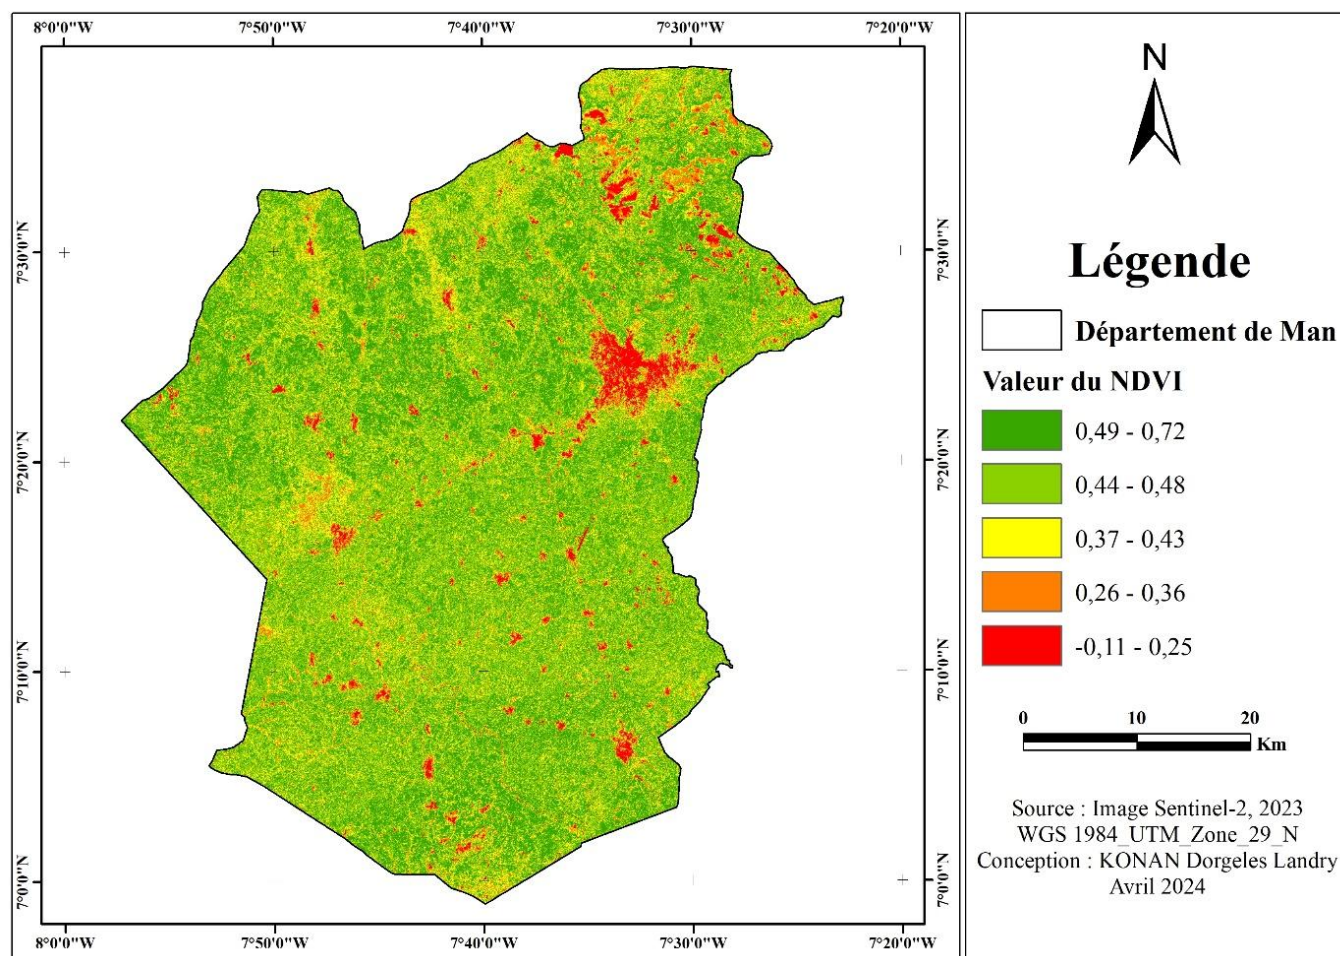 8°0'0"W 7°50'0"W 7°40'0"W 7°30'0"W 7°20'0"W
7°30'0"N 7°30'0"N
7°20'0"N 7°20'0"N
7°10'0"N 7°10'0"N
7°0'0"N 7°0'0"N
8°0'0"W 7°50'0"W 7°40'0"W 7°30'0"W 7°20'0"W
N
Légende
Département de Man
Valeur du NDVI
0,49 - 0,72
0,44 - 0,48
0,37 - 0,43
0,26 - 0,36
-0,11 - 0,25
0 10 20
Km
Source : Image Sentinel-2, 2023
WGS 1984_UTM_Zone_29_N
Conception : KONAN Dorgeles Landry
Avril 2024